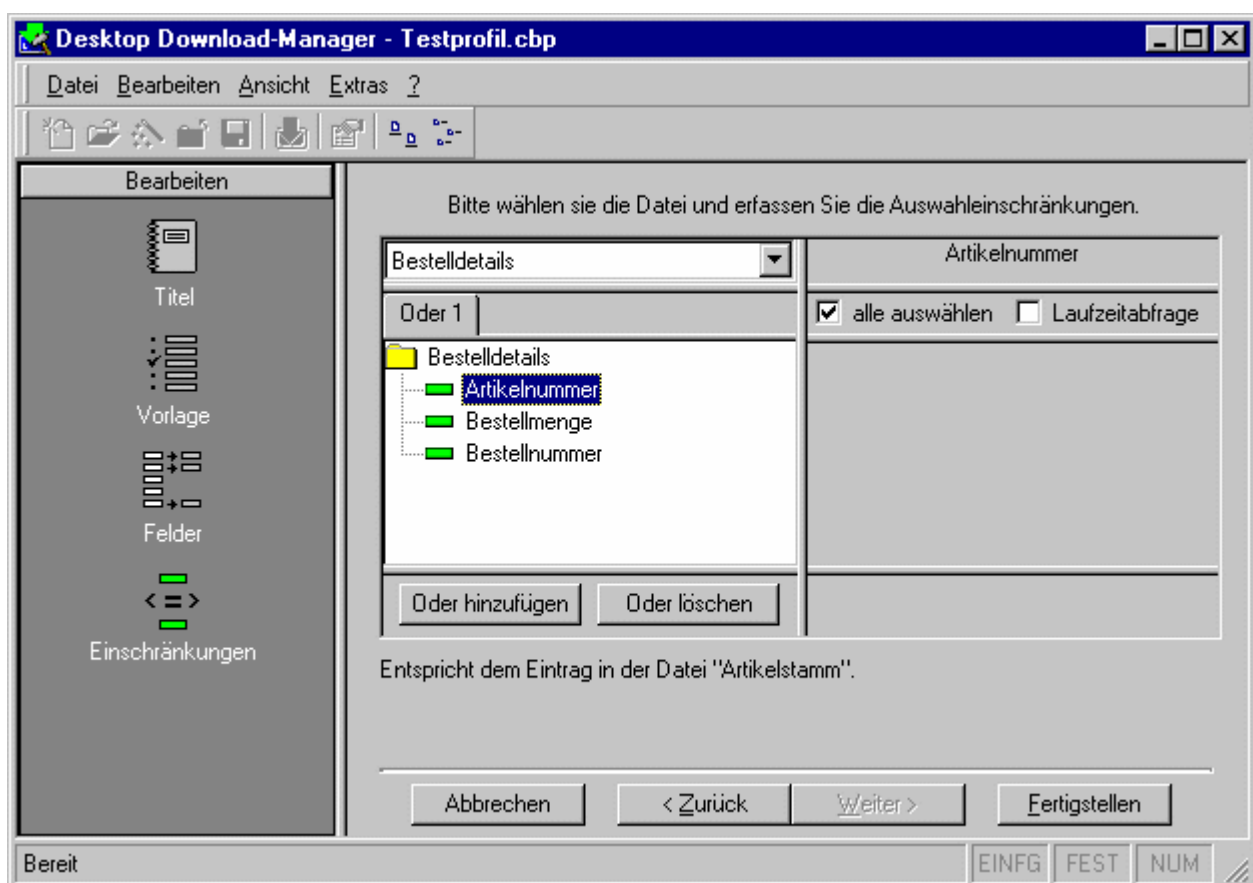 Desktop Download-Manager - Testprofil.cbp
Datei Bearbeiten Ansicht Extras ?
Bearbeiten
Titel
Vorlage
Felder
< = >
Einschränkungen
Bitte wählen sie die Datei und erfassen Sie die Auswahleinschränkungen.
Bestelldetails
Artikelnummer
Oder 1
alle auswählen Laufzeitabfrage
Bestelldetails
Artikelnummer
Bestellmenge
Bestellnummer
Oder hinzufügen Oder löschen
Entspricht dem Eintrag in der Datei "Artikelstamm".
Abbrechen < Zurück Weiter > Fertigstellen
Bereit EINFG FEST NUM